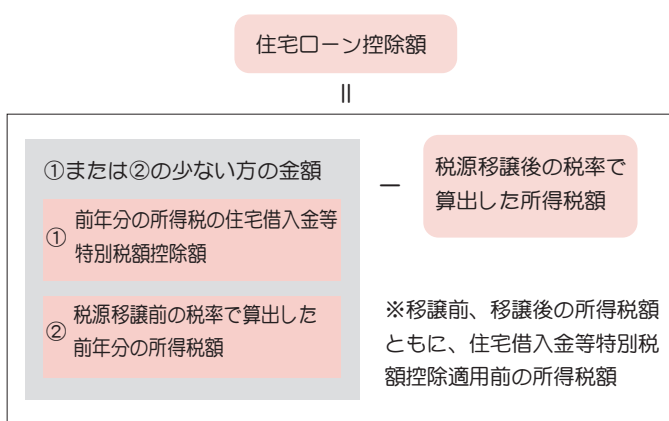 住宅ローン控除額
＝
①または②の少ない方の金額
① 前年分の所得税の住宅借入金等
特別税額控除額
② 税源移譲前の税率で算出した
前年分の所得税額
－
税源移譲後の税率で
算出した所得税額
※移譲前、移譲後の所得税額
ともに、住宅借入金等特別税
額控除適用前の所得税額